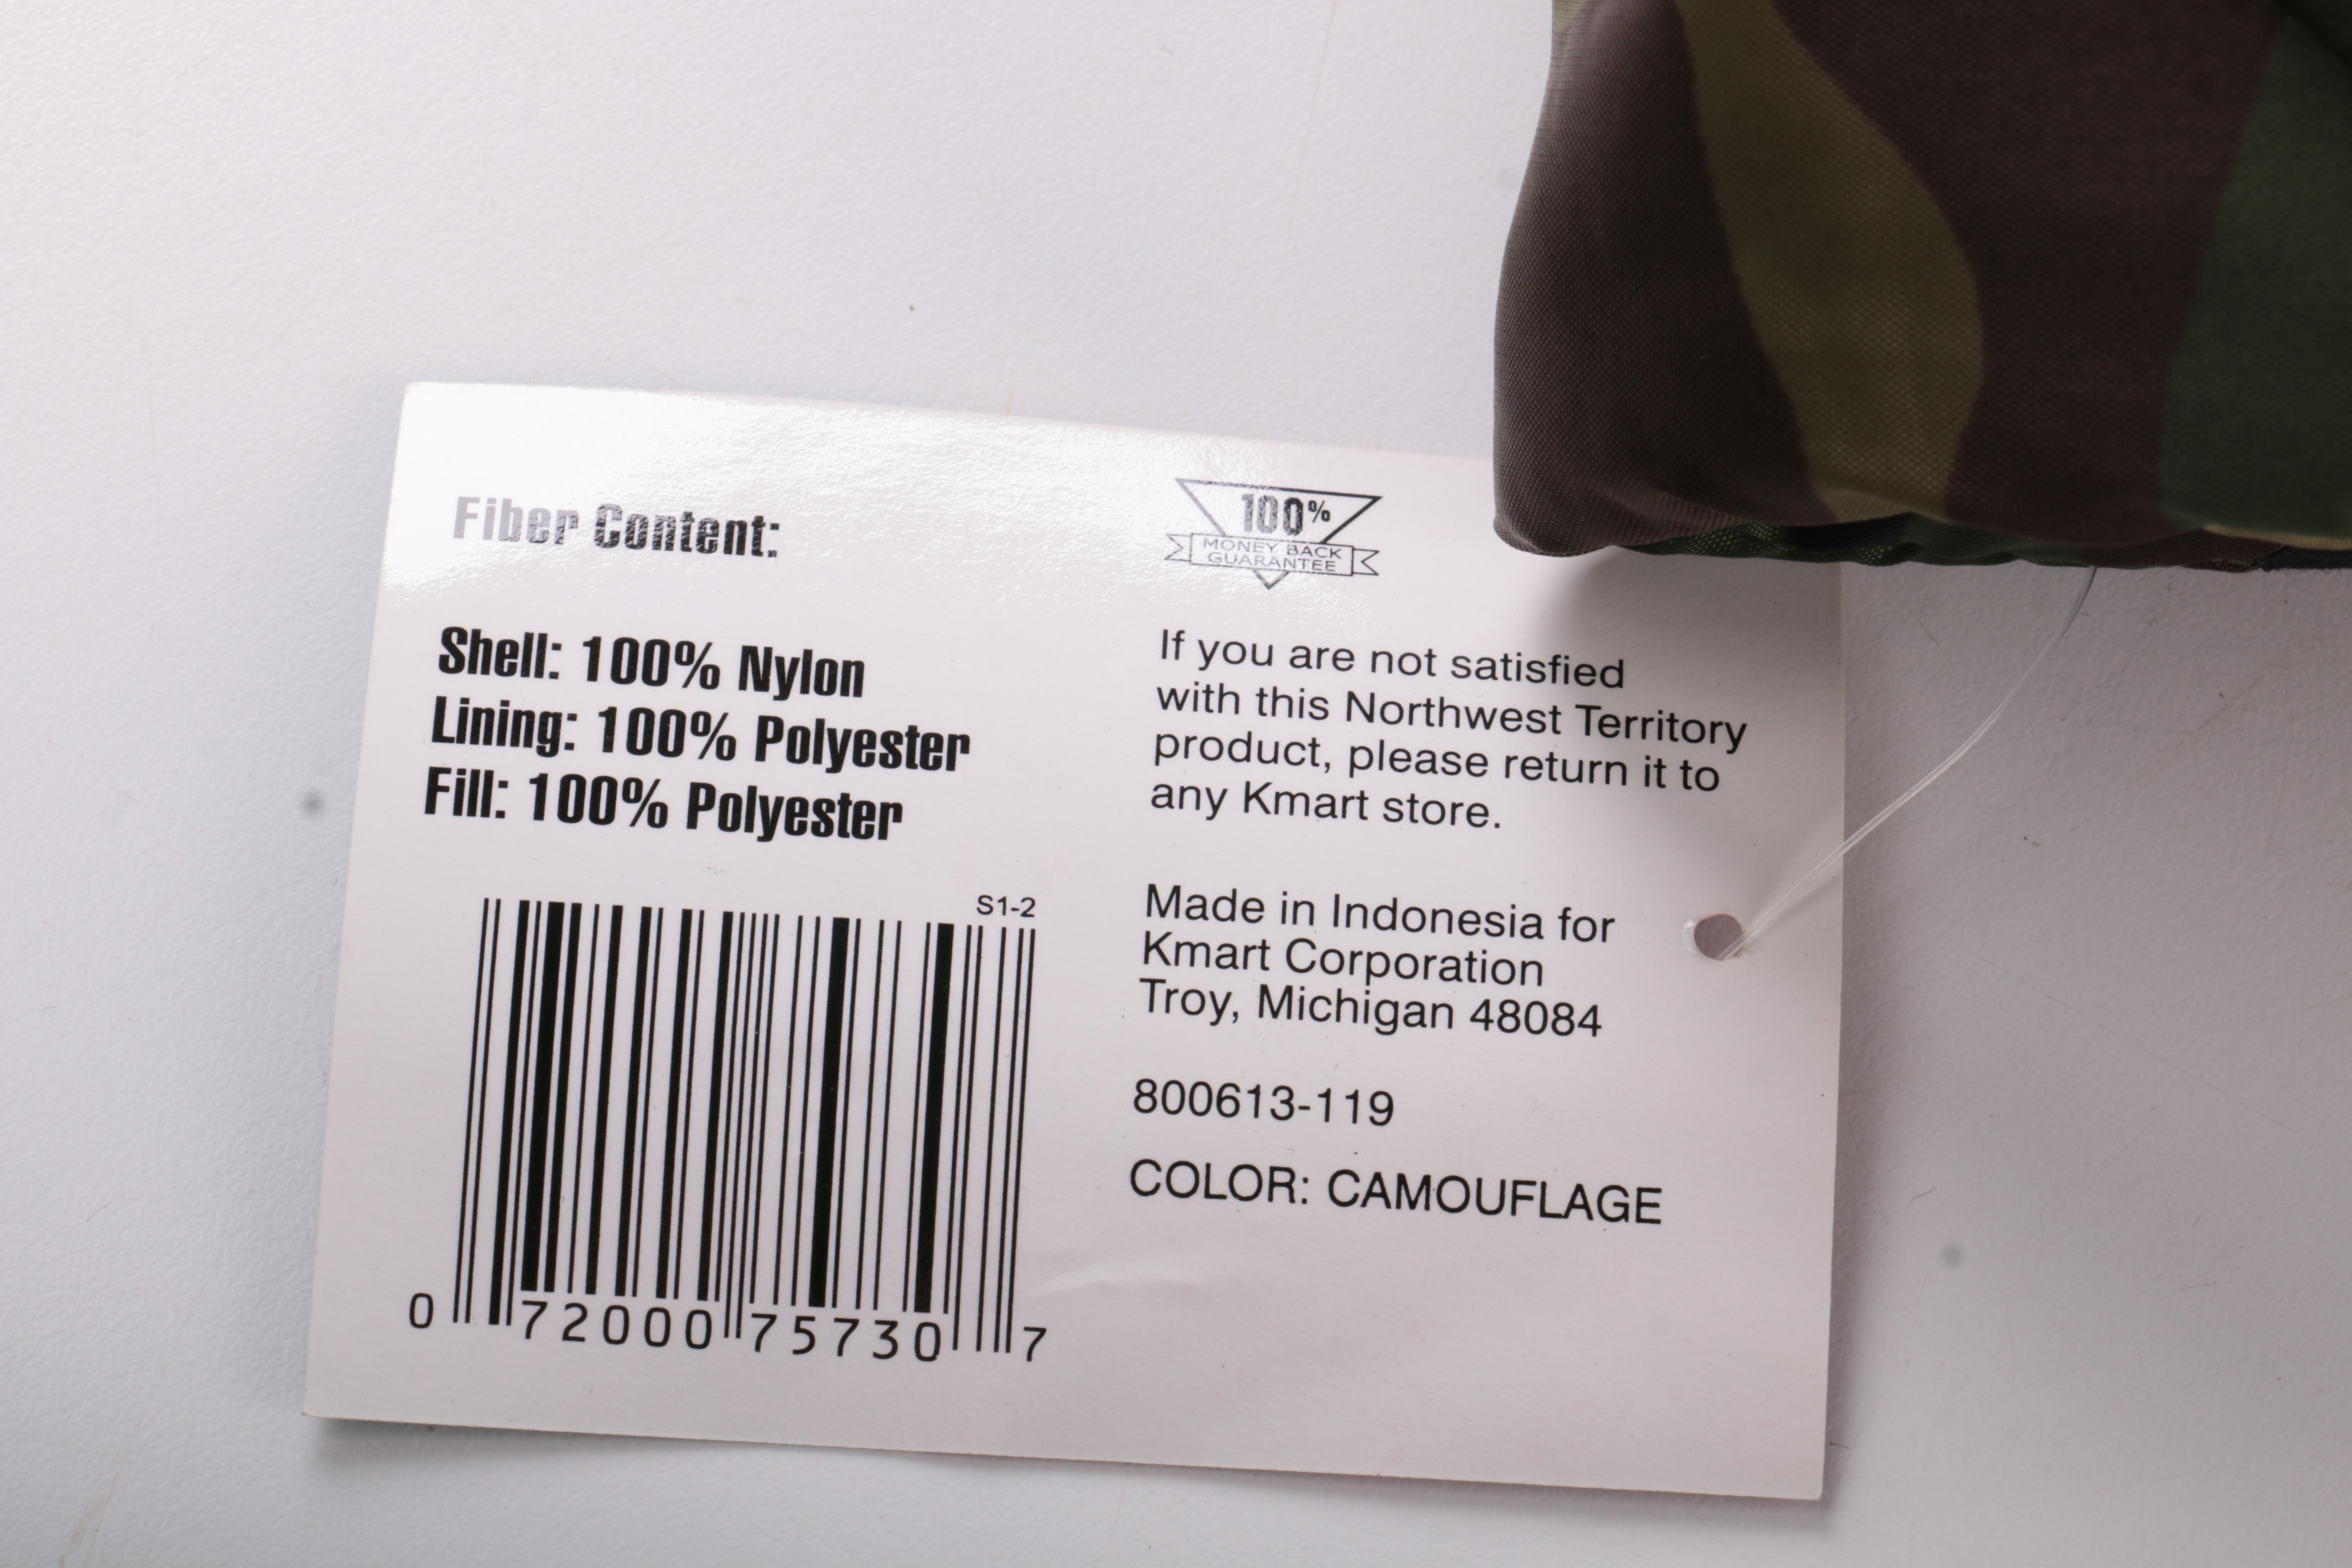 Fiber Content:
Shell: 100% Nylon
Lining: 100% Polyester
Fill: 100% Polyester
S1-2
0 72000 75730 7
100%
MONEY BACK
GUARANTEE
If you are not satisfied
with this Northwest Territory
product, please return it to
any Kmart store.
Made in Indonesia for
Kmart Corporation
Troy, Michigan 48084
800613-119
COLOR: CAMOUFLAGE